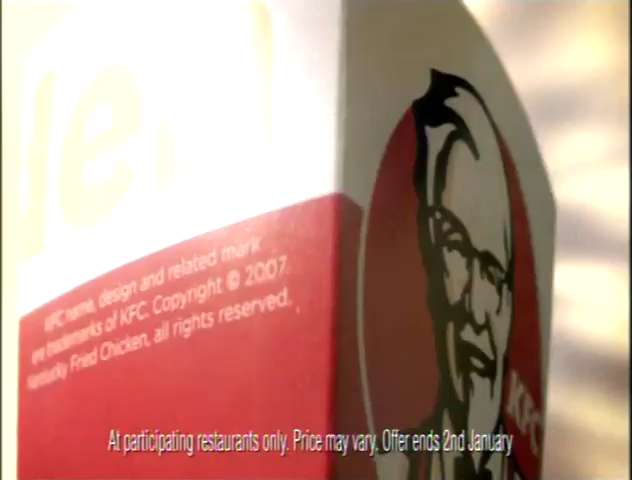 KFC name, design and related mark
are trademarks of KFC. Copyright © 2007
Kentucky Fried Chicken, all rights reserved.
KFC
At participating restaurants only. Price may vary. Offer ends 2nd January